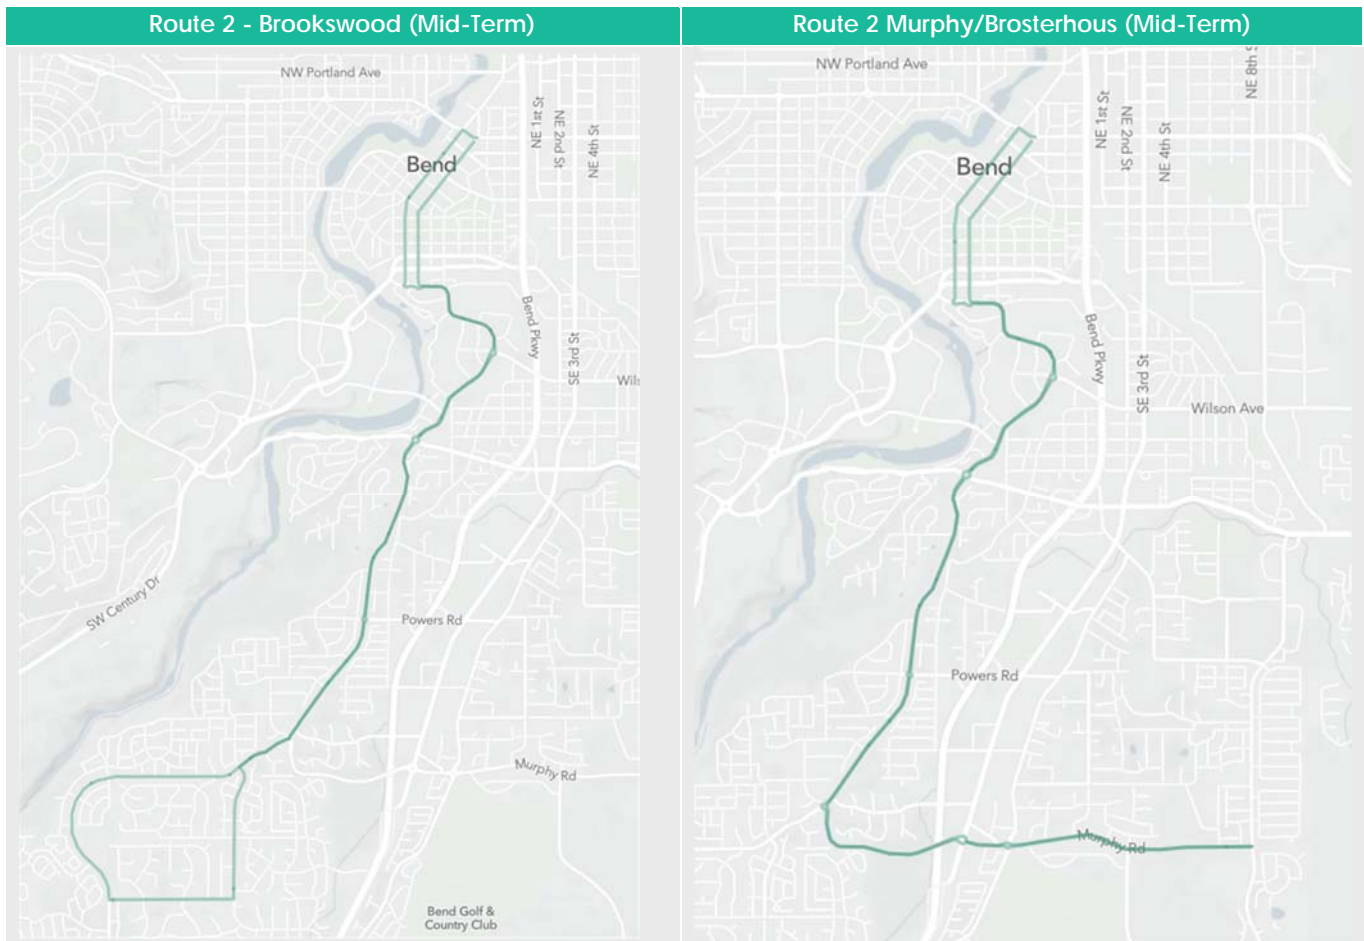 Route 2 - Brookswood (Mid-Term)
Route 2 Murphy/Brosterhous (Mid-Term)
NW Portland Ave
NE 1st St
NE 2nd St
NE 4th St
Bend
Bend Pkwy
SE 3rd St
Wils
SW Century Dr
Powers Rd
Murphy Rd
Bend Golf &
Country Club
NW Portland Ave
NE 1st St
NE 2nd St
NE 4th St
NE 8th S
Bend
Bend Pkwy
SE 3rd St
Wilson Ave
Powers Rd
Murphy Rd